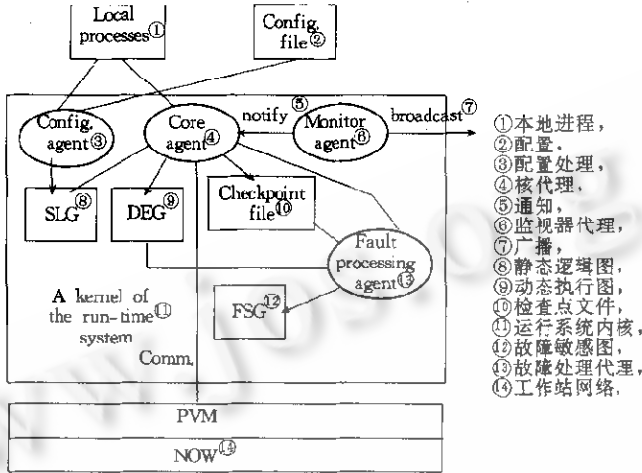 Local
processes①
Config.
file②
Config.
agent③
Core
agent④
notify⑤
Monitor
agent⑥
broadcast⑦
SLG⑧
DEG⑨
Checkpoint
file⑩
Fault
processing
agent⑬
A kernel of
the run-time⑪
system
FSG⑫
Comm.
PVM
NOW⑭
①本地进程,
②配置.
③配置处理,
④核代理,
⑤通知,
⑥监视器代理,
⑦广播,
⑧静态逻辑图,
⑨动态执行图,
⑩检查点文件,
⑪运行系统内核,
⑫故障敏感图,
⑬故障处理代理,
⑭工作站网络.